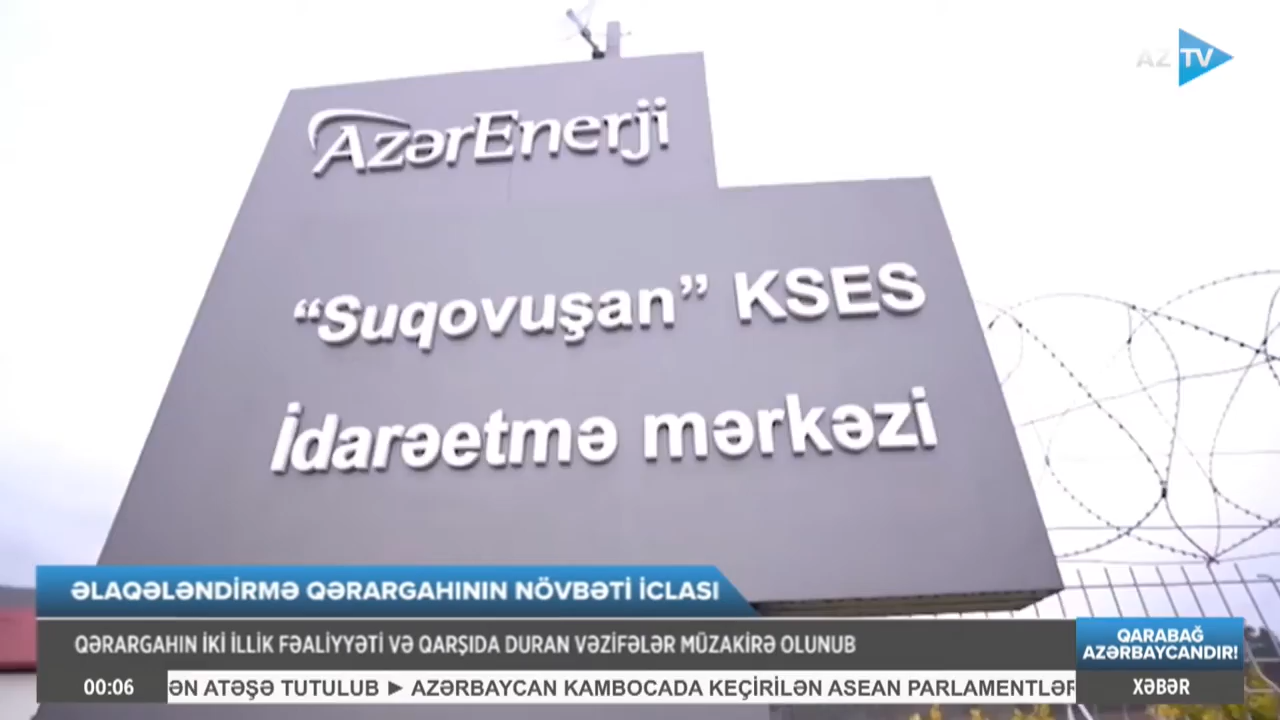 AZTV
AzərEnerji
“Suqovuşan” KSES
İdarəetmə mərkəzi
ƏLAQƏLƏNDİRMƏ QƏRARGAHININ NÖVBƏTİ İCLASI
QƏRARGAHIN İKİ İLLİK FƏALİYYƏTİ VƏ QARŞIDA DURAN VƏZİFƏLƏR MÜZAKİRƏ OLUNUB
QARABAĞ
AZƏRBAYCANDIR!
00:06
ƏN ATƏŞƏ TUTULUB ► AZƏRBAYCAN KAMBOCADA KEÇİRİLƏN ASEAN PARLAMENTLƏR
XƏBƏR